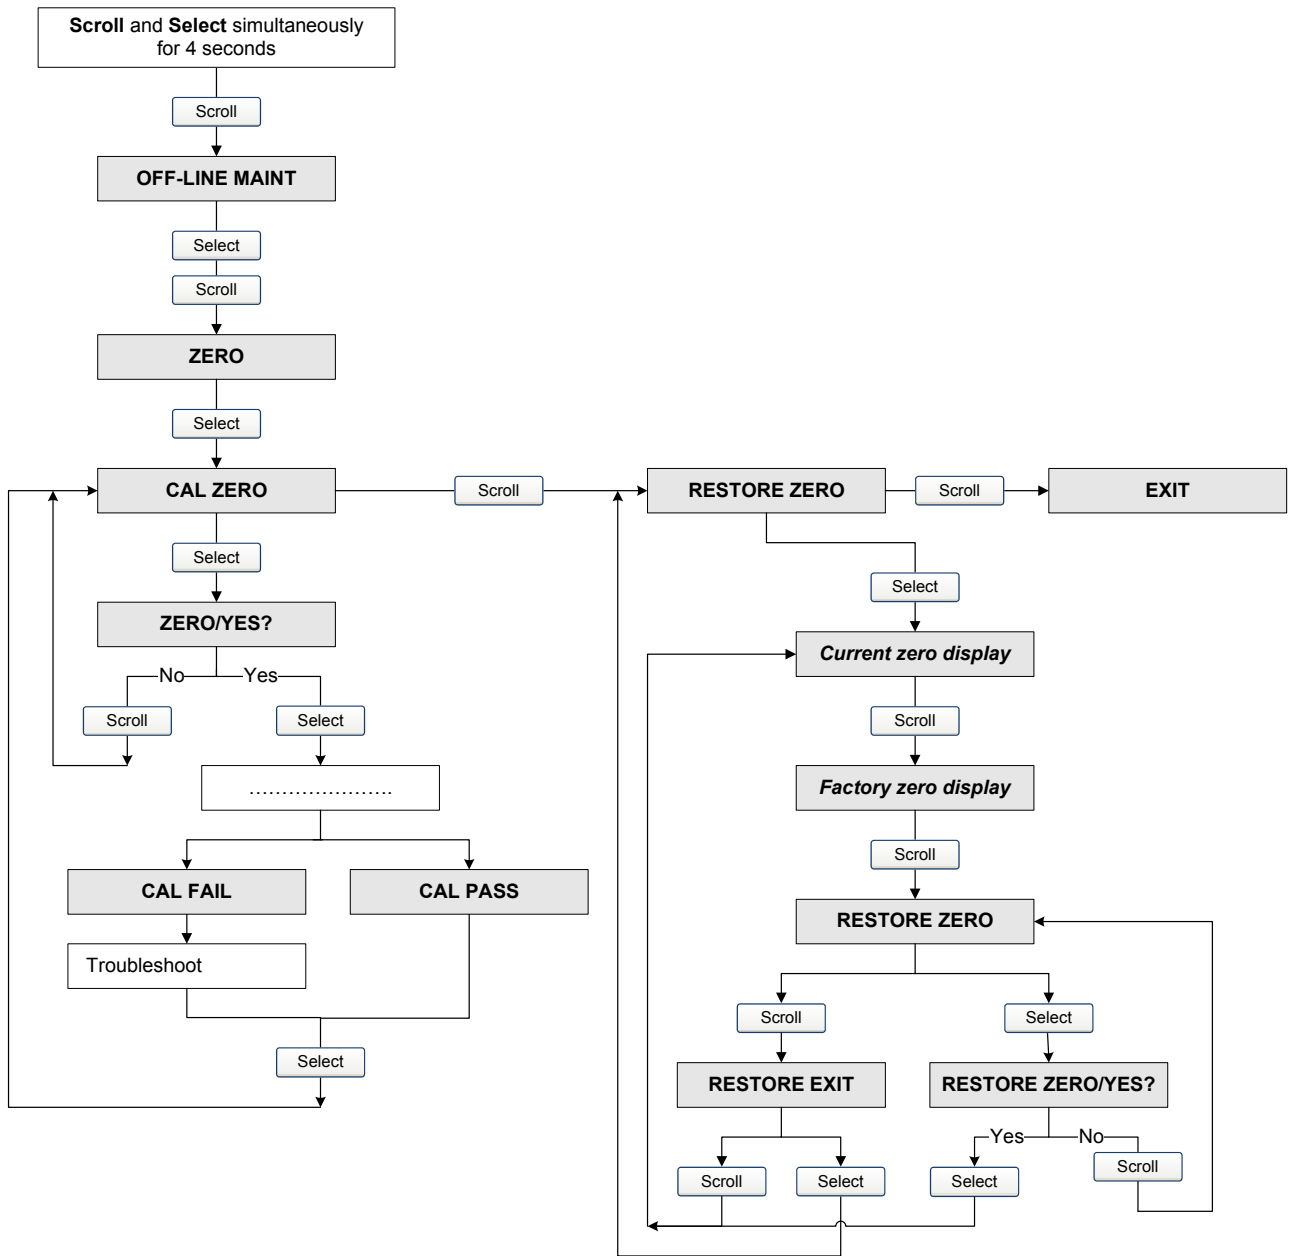 Scroll and Select simultaneously
for 4 seconds
Scroll
OFF-LINE MAINT
Select
Scroll
ZERO
Select
CAL ZERO
Scroll
RESTORE ZERO
Scroll
EXIT
Select
ZERO/YES?
No
Yes
Scroll
Select
......................
CAL FAIL
CAL PASS
Troubleshoot
Select
Select
Current zero display
Scroll
Factory zero display
Scroll
RESTORE ZERO
Scroll
Select
RESTORE EXIT
RESTORE ZERO/YES?
Yes
No
Scroll
Select
Select
Scroll